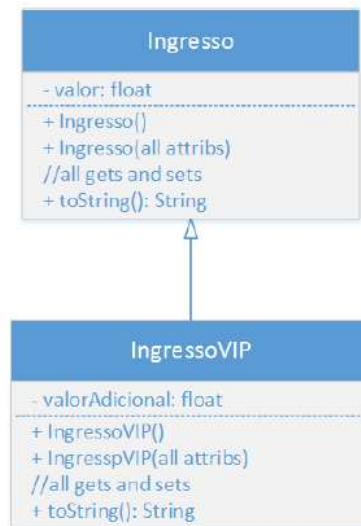 Ingresso
- valor: float
+ Ingresso()
+ Ingresso(all attribs)
//all gets and sets
+ toString(): String
IngressoVIP
- valorAdicional: float
+ IngressoVIP()
+ IngresspVIP(all attribs)
//all gets and sets
+ toString(): String